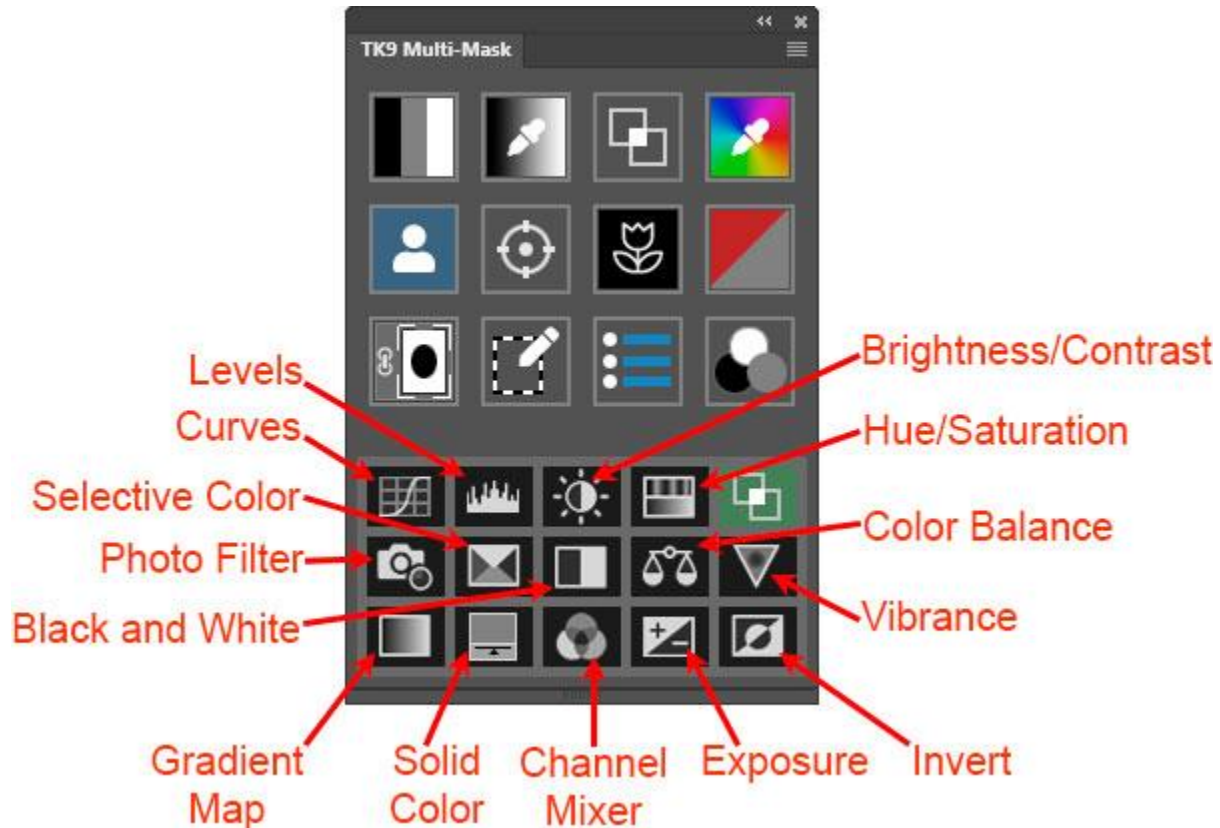 TK9 Multi-Mask
Levels
Brightness/Contrast
Curves
Hue/Saturation
Selective Color
Color Balance
Photo Filter
Black and White
Vibrance
Gradient
Map
Solid
Color
Channel
Mixer
Exposure
Invert